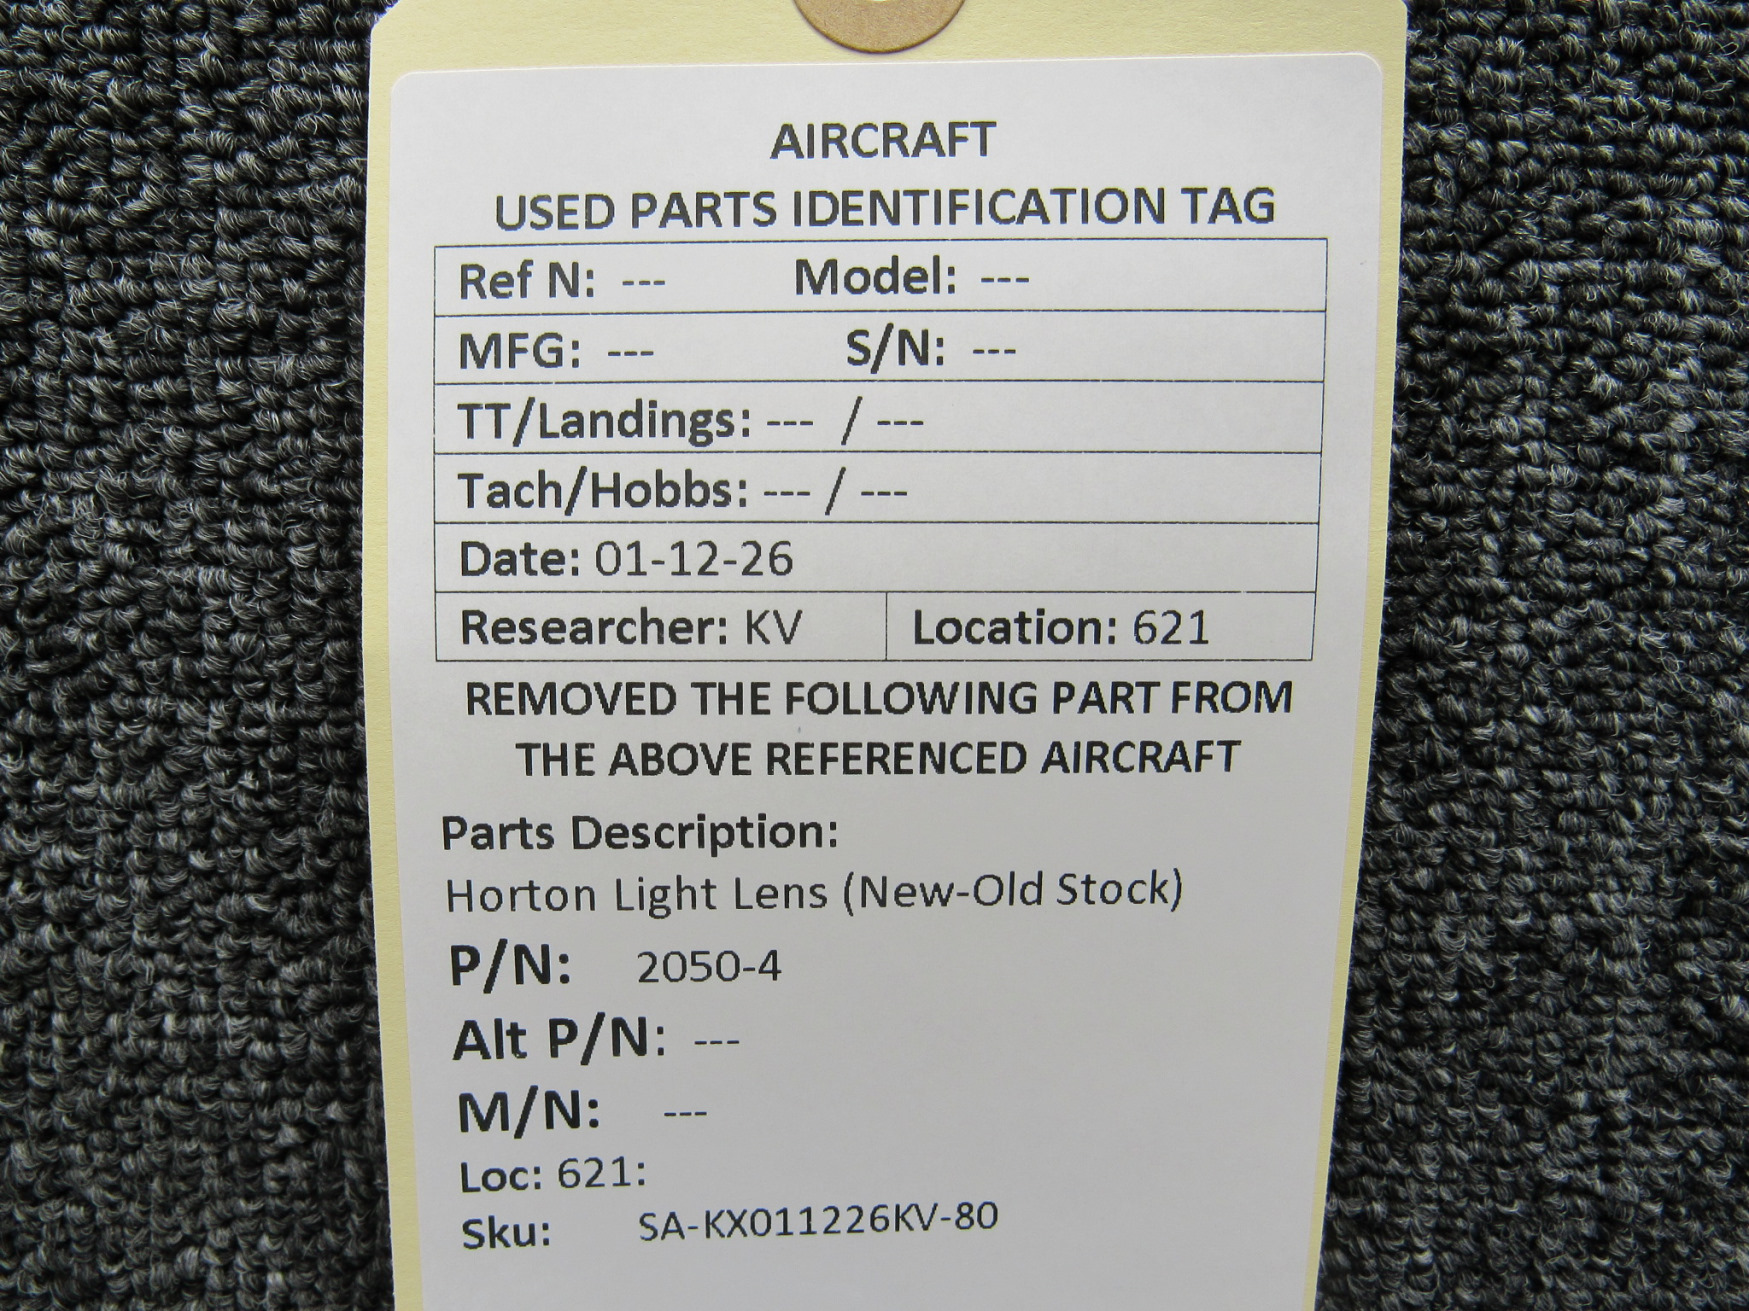 AIRCRAFT
USED PARTS IDENTIFICATION TAG
Ref N: --- Model: ---
MFG: --- S/N: ---
TT/Landings: --- / ---
Tach/Hobbs: --- / ---
Date: 01-12-26
Researcher: KV Location: 621
REMOVED THE FOLLOWING PART FROM
THE ABOVE REFERENCED AIRCRAFT
Parts Description:
Horton Light Lens (New-Old Stock)
P/N: 2050-4
Alt P/N: ---
M/N: ---
Loc: 621:
Sku: SA-KX011226KV-80